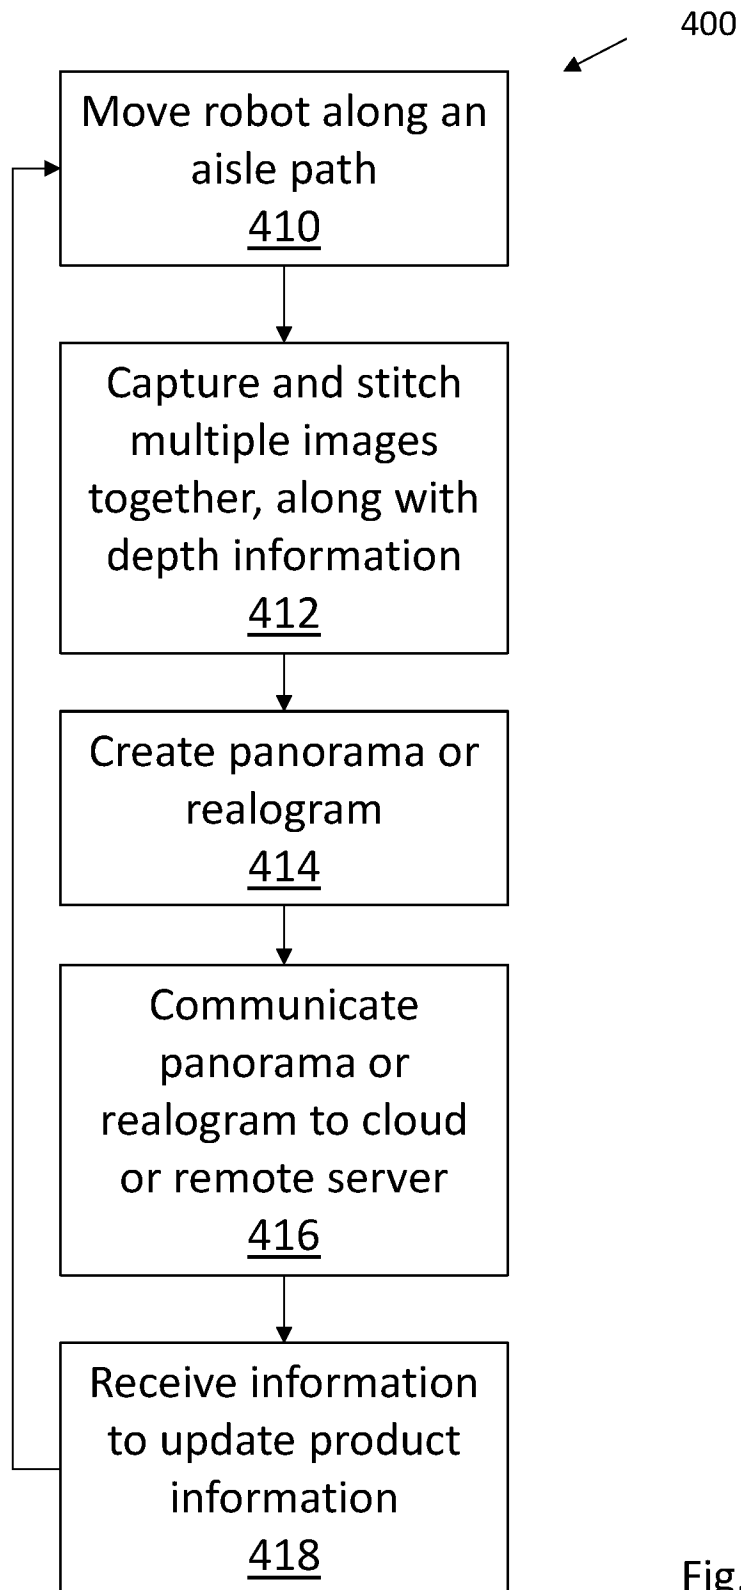 400
Move robot along an
aisle path
410
Capture and stitch
multiple images
together, along with
depth information
412
Create panorama or
realogram
414
Communicate
panorama or
realogram to cloud
or remote server
416
Receive information
to update product
information
418
Fig.